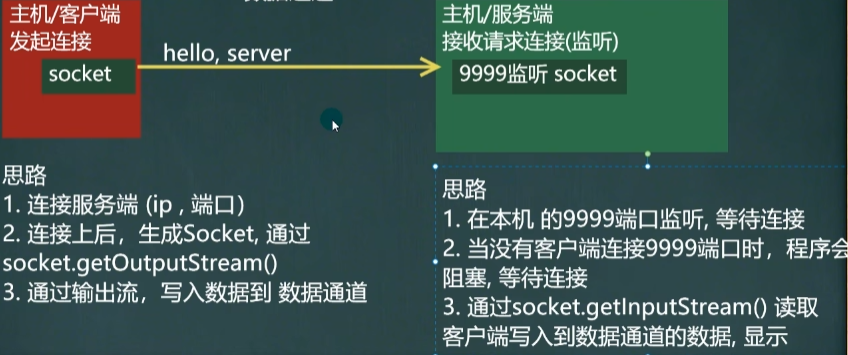 主机/客户端
发起连接
socket
hello, server
主机/服务端
接收请求连接(监听)
9999监听 socket
思路
1. 连接服务端 (ip , 端口)
2. 连接上后，生成Socket, 通过
socket.getOutputStream()
3. 通过输出流，写入数据到 数据通道
思路
1. 在本机 的9999端口监听, 等待连接
2. 当没有客户端连接9999端口时，程序会
阻塞, 等待连接
3. 通过socket.getInputStream() 读取
客户端写入到数据通道的数据, 显示